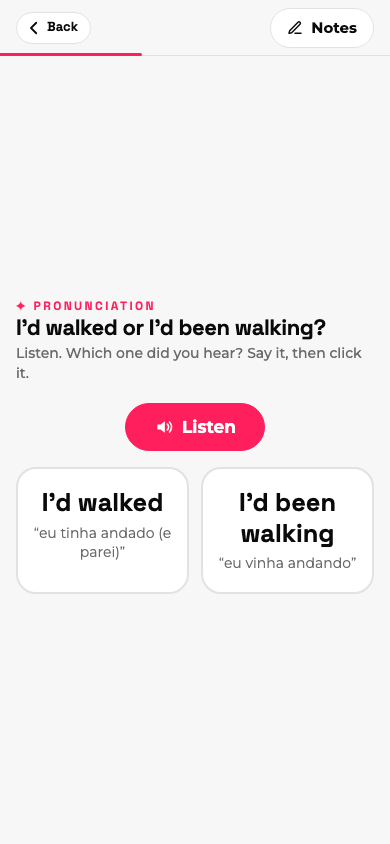 Back
Notes
PRONUNCIATION
I'd walked or I'd been walking?
Listen. Which one did you hear? Say it, then click
it.
Listen
I'd walked
“eu tinha andado (e
parei)”
I'd been
walking
“eu vinha andando”